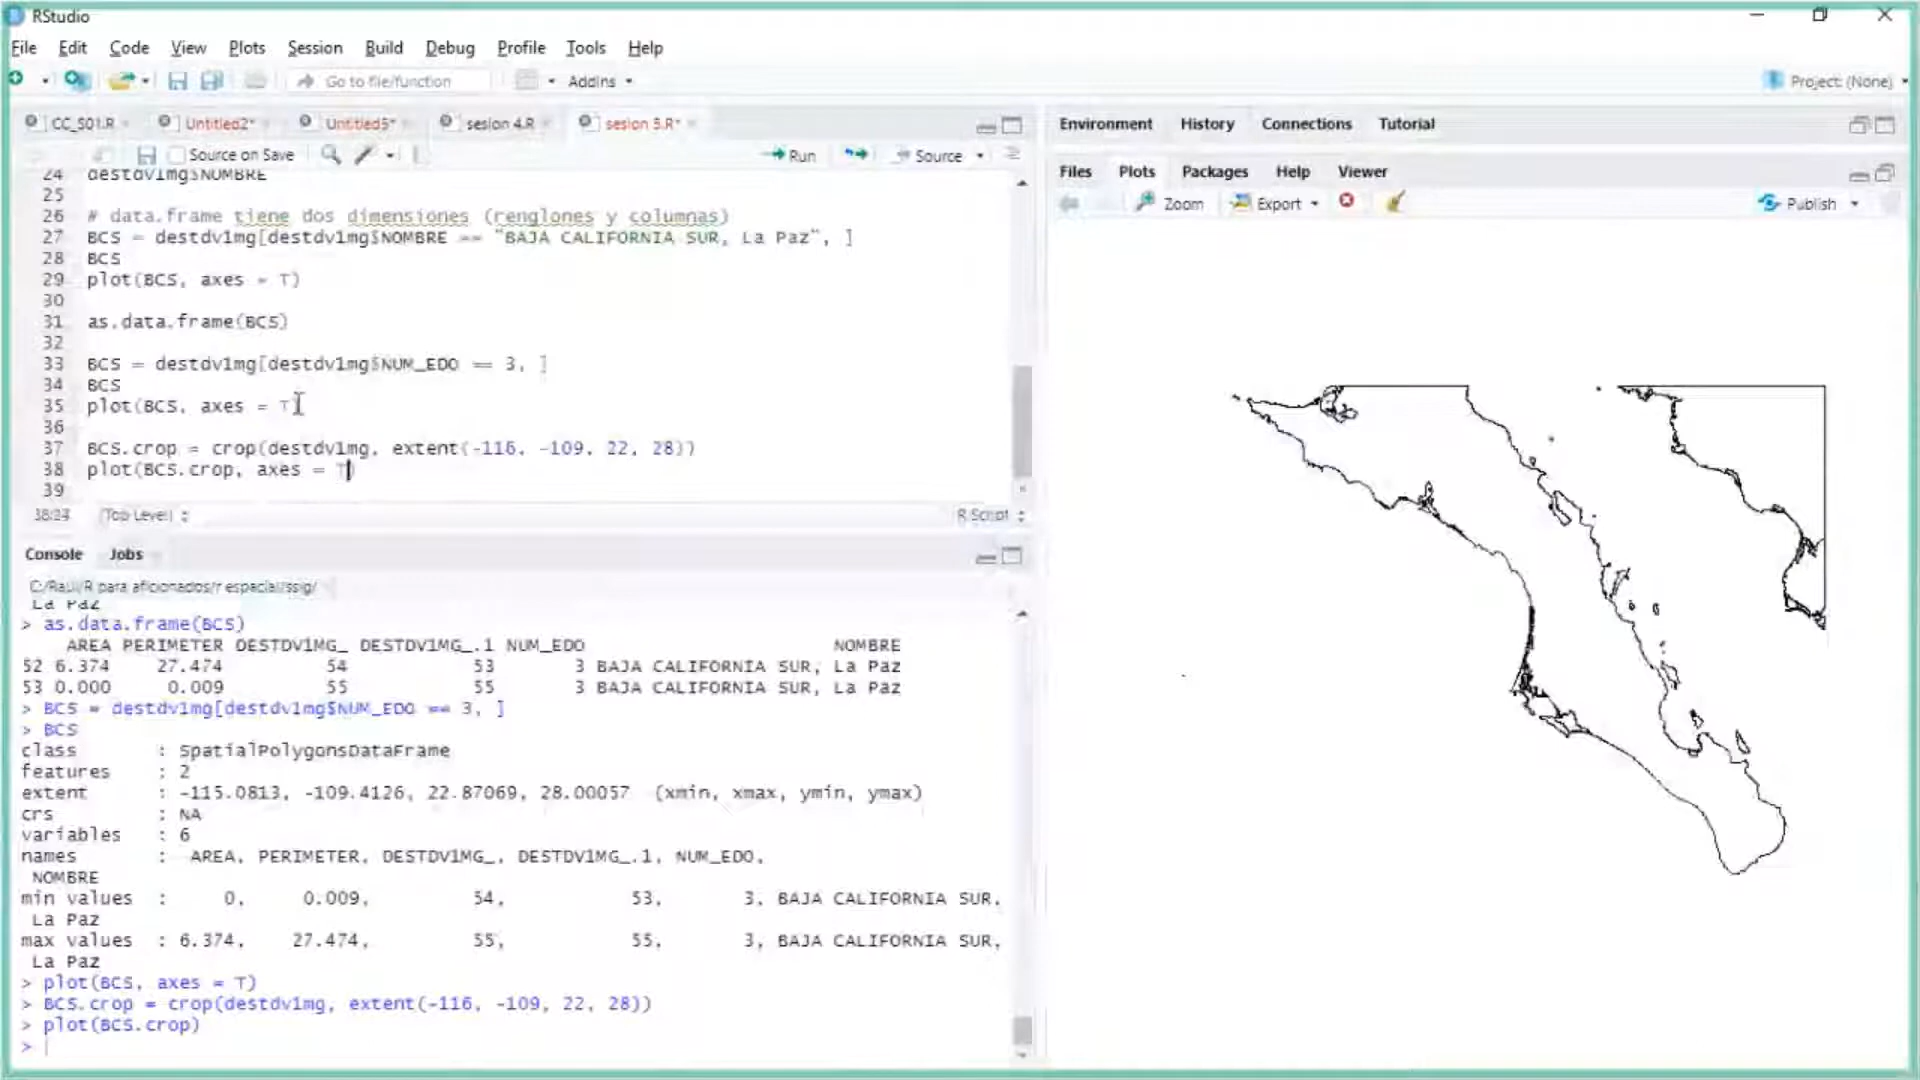 RStudio
File Edit Code View Plots Session Build Debug Profile Tools Help
Go to file/function Addins Project: (None)
CC_S01.R Untitled2* Untitled5* sesion 4.R sesion 5.R*
Source on Save Run Source
24 destdv1mg$NOMBRE
25
26 # data.frame tiene dos dimensiones (renglones y columnas)
27 BCS = destdv1mg[destdv1mg$NOMBRE == "BAJA CALIFORNIA SUR, La Paz", ]
28 BCS
29 plot(BCS, axes = T)
30
31 as.data.frame(BCS)
32
33 BCS = destdv1mg[destdv1mg$NUM_EDO == 3, ]
34 BCS
35 plot(BCS, axes = T)
36
37 BCS.crop = crop(destdv1mg, extent(-116, -109, 22, 28))
38 plot(BCS.crop, axes = T)
39
38:24 (Top Level) R Script
Console Jobs
C:/Raul/R para aficionados/r espacial/ssig/
La Paz
> as.data.frame(BCS)
AREA PERIMETER DESTDV1MG_ DESTDV1MG_.1 NUM_EDO NOMBRE
52 6.374 27.474 54 53 3 BAJA CALIFORNIA SUR, La Paz
53 0.000 0.009 55 55 3 BAJA CALIFORNIA SUR, La Paz
> BCS = destdv1mg[destdv1mg$NUM_EDO == 3, ]
> BCS
class : SpatialPolygonsDataFrame
features : 2
extent : -115.0813, -109.4126, 22.87069, 28.00057 (xmin, xmax, ymin, ymax)
crs : NA
variables : 6
names : AREA, PERIMETER, DESTDV1MG_, DESTDV1MG_.1, NUM_EDO,
NOMBRE
min values : 0, 0.009, 54, 53, 3, BAJA CALIFORNIA SUR,
La Paz
max values : 6.374, 27.474, 55, 55, 3, BAJA CALIFORNIA SUR,
La Paz
> plot(BCS, axes = T)
> BCS.crop = crop(destdv1mg, extent(-116, -109, 22, 28))
> plot(BCS.crop)
>
Environment History Connections Tutorial
Files Plots Packages Help Viewer
Zoom Export Publish